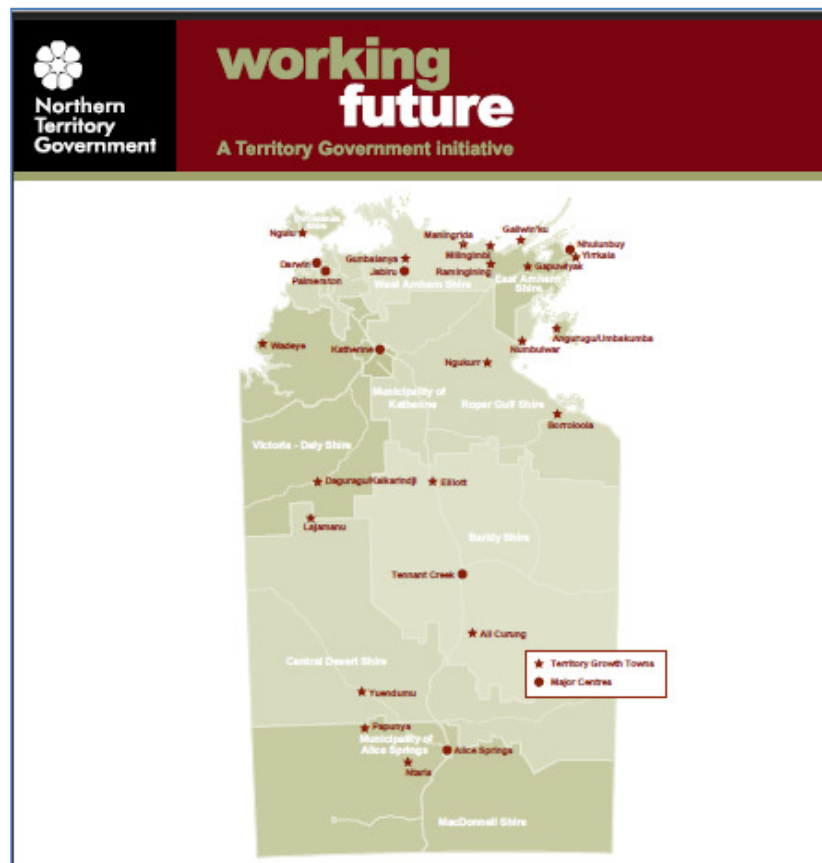 Northern
Territory
Government
working
future
A Territory Government initiative
Nguiu
Maningrida
Galiwin'ku
Milingimbi
Nhulunbuy
Yirrkala
Gunbalanya
Darwin
Jabiru
Ramingining
Gapuwiyak
Palmerston
West Arnhem Shire
East Arnhem
Shire
Angurugu/Umbakumba
Wadeye
Katherine
Numbulwar
Ngukurr
Municipality of
Katherine
Roper Gulf Shire
Borroloola
Victoria - Daly Shire
Daguragu/Kalkarindji
Elliott
Lajamanu
Barkly Shire
Tennant Creek
Ali Curung
Central Desert Shire
Territory Growth Towns
Major Centres
Yuendumu
Papunya
Municipality of
Alice Springs
Alice Springs
Ntaria
MacDonnell Shire